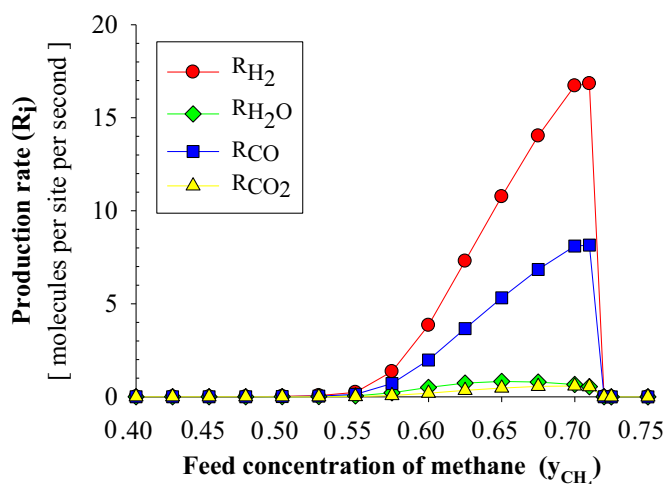 20
15
10
5
0
Production rate (Ri)
[ molecules per site per second ]
RH2
RH2O
RCO
RCO2
0.40 0.45 0.50 0.55 0.60 0.65 0.70 0.75
Feed concentration of methane (yCH4)